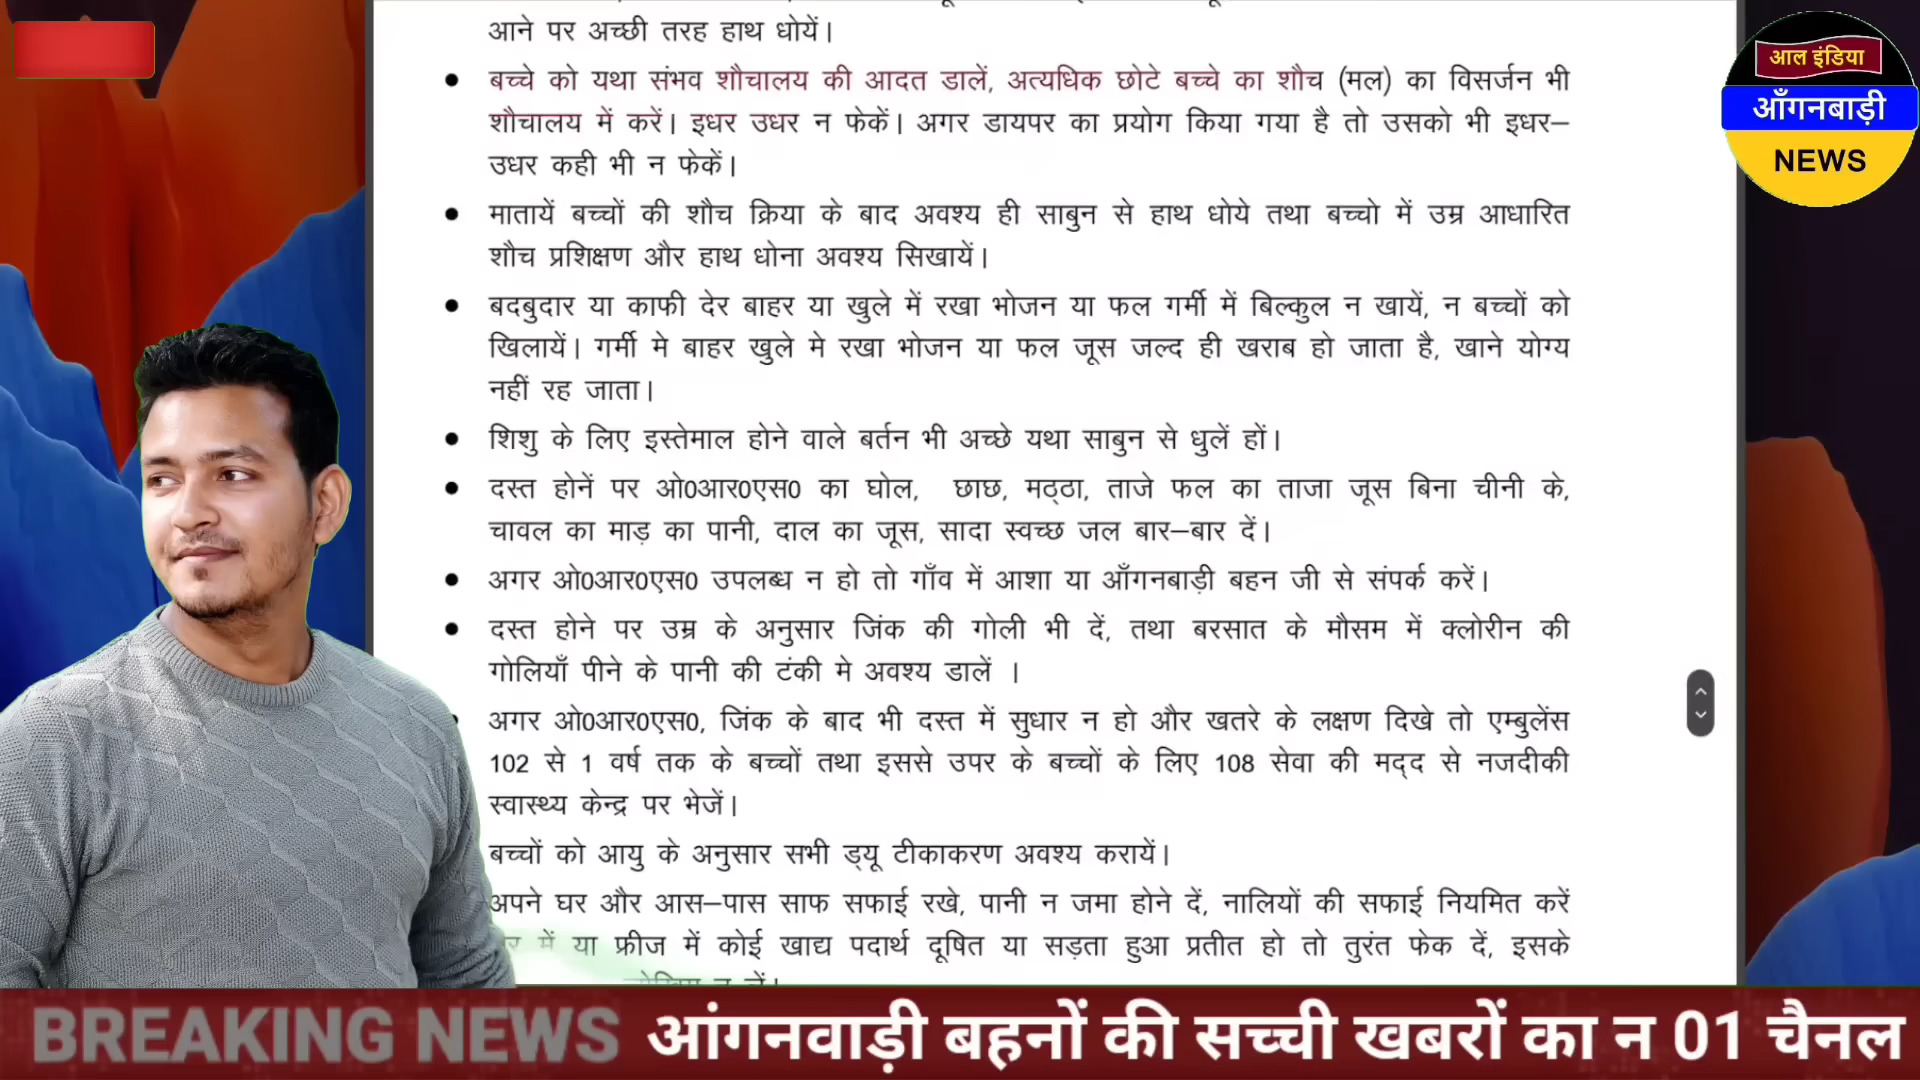 आने पर अच्छी तरह हाथ धोयें।
बच्चे को यथा संभव शौचालय की आदत डालें, अत्यधिक छोटे बच्चे का शौच (मल) का विसर्जन भी
शौचालय में करें। इधर उधर न फेकें। अगर डायपर का प्रयोग किया गया है तो उसको भी इधर–
उधर कही भी न फेकें।
मातायें बच्चों की शौच क्रिया के बाद अवश्य ही साबुन से हाथ धोये तथा बच्चो में उम्र आधारित
शौच प्रशिक्षण और हाथ धोना अवश्य सिखायें।
बदबुदार या काफी देर बाहर या खुले में रखा भोजन या फल गर्मी में बिल्कुल न खायें, न बच्चों को
खिलायें। गर्मी मे बाहर खुले मे रखा भोजन या फल जूस जल्द ही खराब हो जाता है, खाने योग्य
नहीं रह जाता।
शिशु के लिए इस्तेमाल होने वाले बर्तन भी अच्छे यथा साबुन से धुलें हों।
दस्त होनें पर ओ0आर0एस0 का घोल, छाछ, मठ्ठा, ताजे फल का ताजा जूस बिना चीनी के,
चावल का माड़ का पानी, दाल का जूस, सादा स्वच्छ जल बार–बार दें।
अगर ओ0आर0एस0 उपलब्ध न हो तो गाँव में आशा या आँगनबाड़ी बहन जी से संपर्क करें।
दस्त होने पर उम्र के अनुसार जिंक की गोली भी दें, तथा बरसात के मौसम में क्लोरीन की
गोलियाँ पीने के पानी की टंकी मे अवश्य डालें ।
अगर ओ0आर0एस0, जिंक के बाद भी दस्त में सुधार न हो और खतरे के लक्षण दिखे तो एम्बुलेंस
102 से 1 वर्ष तक के बच्चों तथा इससे उपर के बच्चों के लिए 108 सेवा की मद्द से नजदीकी
स्वास्थ्य केन्द्र पर भेजें।
बच्चों को आयु के अनुसार सभी ड्यू टीकाकरण अवश्य करायें।
अपने घर और आस–पास साफ सफाई रखे, पानी न जमा होने दें, नालियों की सफाई नियमित करें
में या फ्रीज में कोई खाद्य पदार्थ दूषित या सड़ता हुआ प्रतीत हो तो तुरंत फेक दें, इसके
आल इंडिया
आँगनबाड़ी
NEWS
BREAKING NEWS आंगनवाड़ी बहनों की सच्ची खबरों का न 01 चैनल